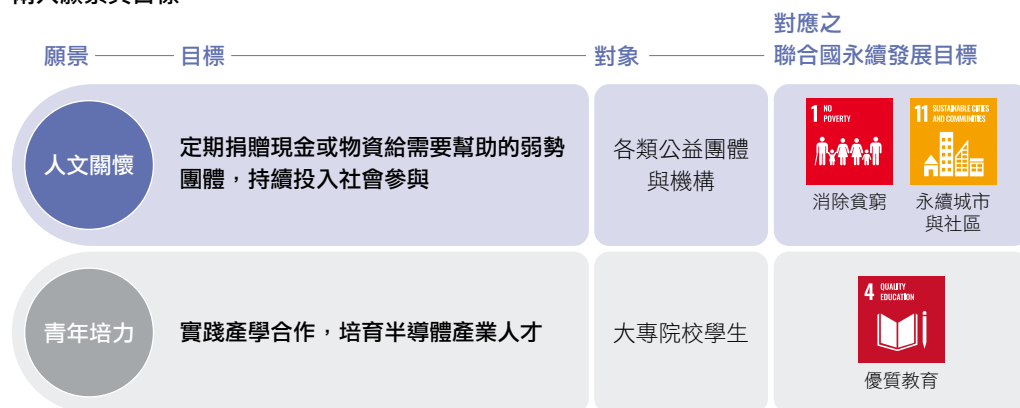 願景
目標
對象
對應之
聯合國永續發展目標
人文關懷
定期捐贈現金或物資給需要幫助的弱勢
團體，持續投入社會參與
各類公益團體
與機構
1 NO
POVERTY
消除貧窮
11 SUSTAINABLE CITIES
AND COMMUNITIES
永續城市
與社區
青年培力
實踐產學合作，培育半導體產業人才
大專院校學生
4 QUALITY
EDUCATION
優質教育